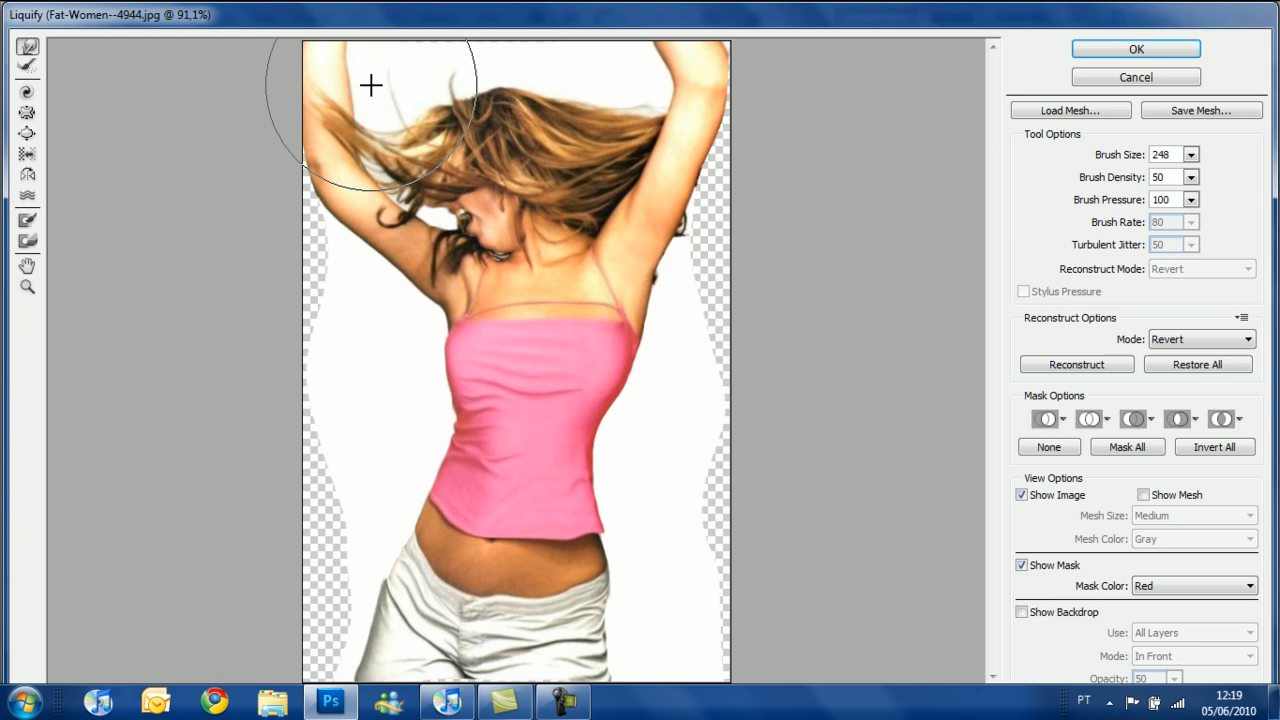 Liquify (Fat-Women--4944.jpg @ 91,1%)
OK
Cancel
Load Mesh... Save Mesh...
Tool Options
Brush Size: 248
Brush Density: 50
Brush Pressure: 100
Brush Rate: 80
Turbulent Jitter: 50
Reconstruct Mode: Revert
Stylus Pressure
Reconstruct Options
Mode: Revert
Reconstruct Restore All
Mask Options
None Mask All Invert All
View Options
Show Image Show Mesh
Mesh Size: Medium
Mesh Color: Gray
Show Mask
Mask Color: Red
Show Backdrop
Use: All Layers
Mode: In Front
Opacity: 50
Ps
PT
12:19
05/06/2010